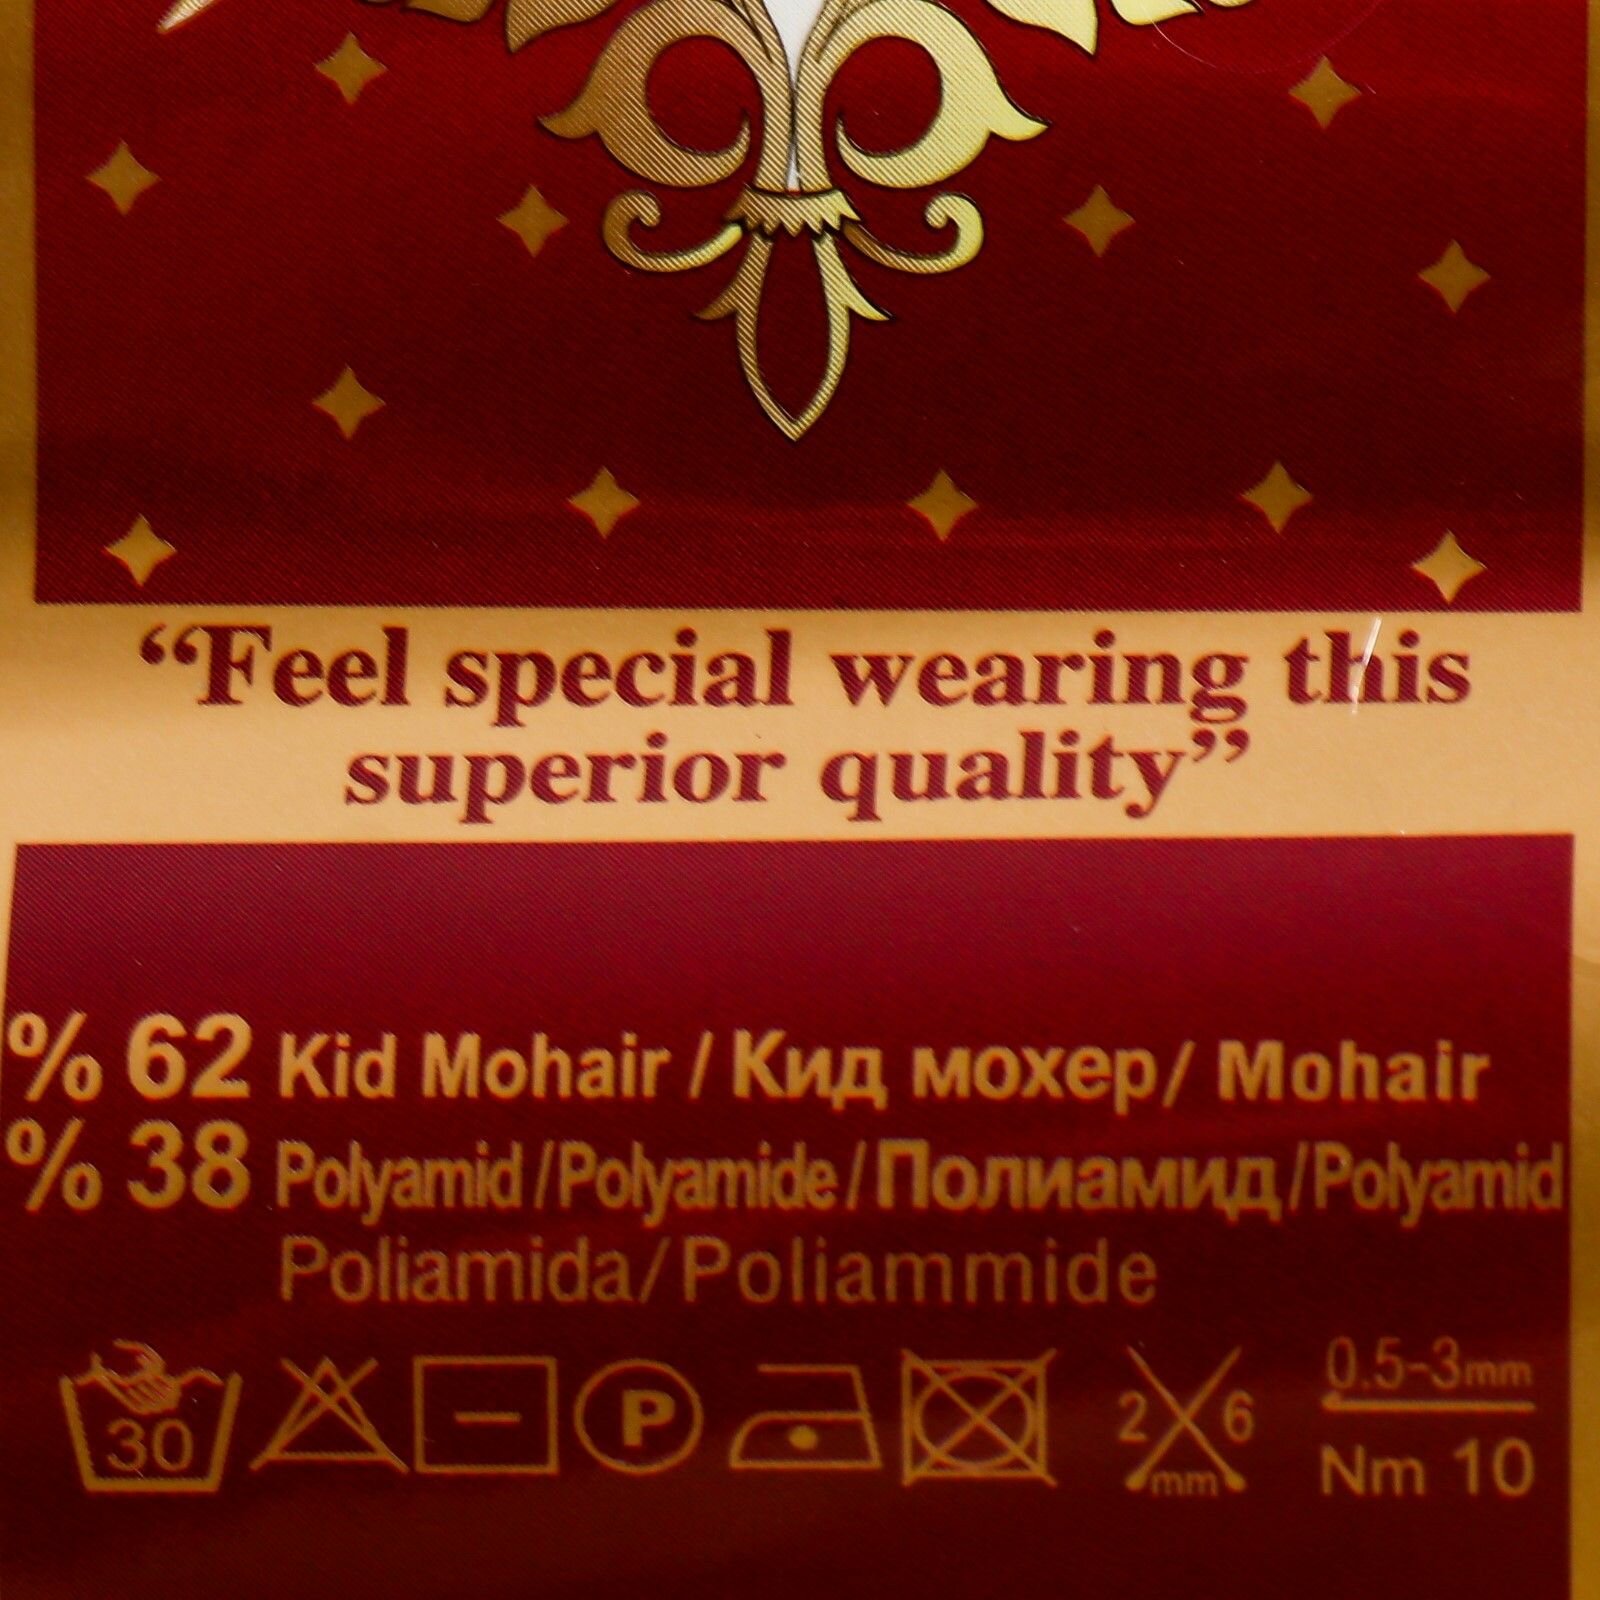 “Feel special wearing this
superior quality”
% 62 Kid Mohair / Кид мохер/ Mohair
% 38 Polyamid /Polyamide/Полиамид/Polyamid
Poliamida/Poliammide
30 P 2 6 mm 0.5-3mm
Nm 10